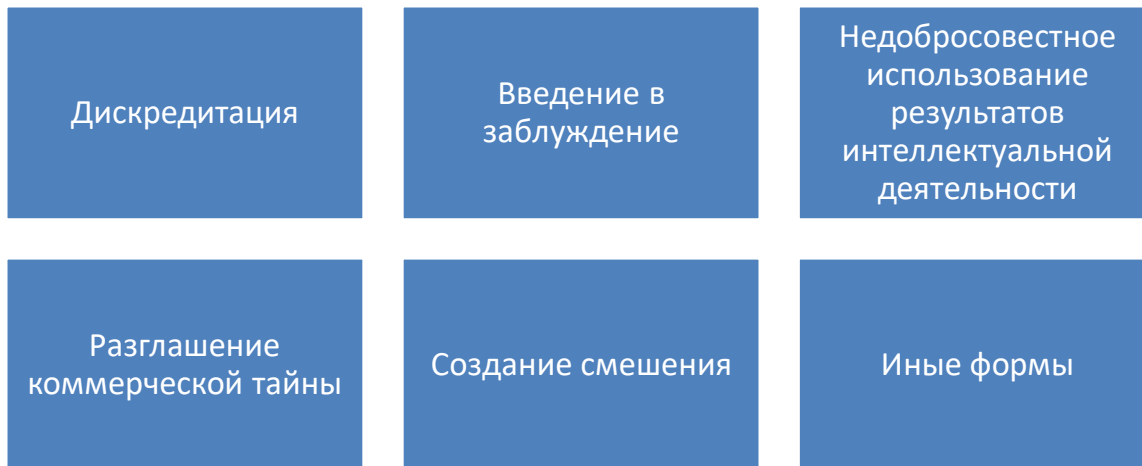 Дискредитация
Введение в
заблуждение
Недобросовестное
использование
результатов
интеллектуальной
деятельности
Разглашение
коммерческой тайны
Создание смешения
Иные формы